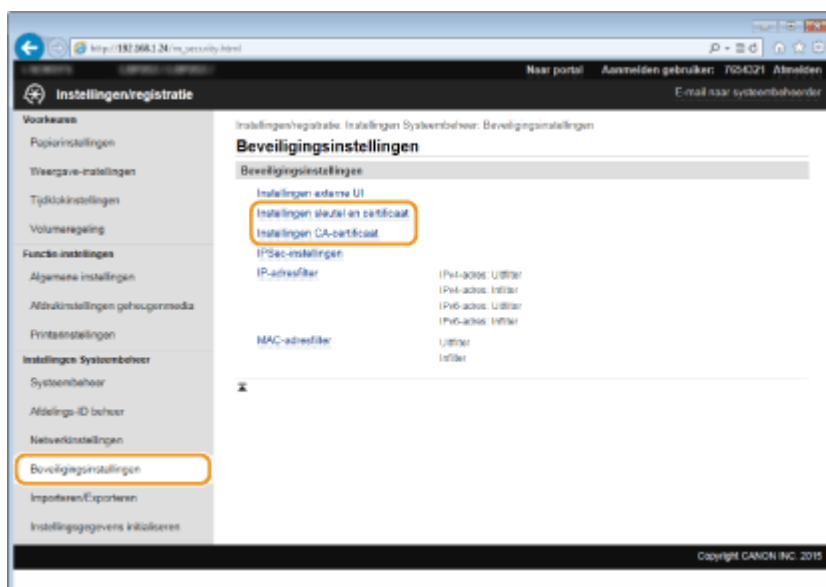 http://192.168.1.24/m_security.html
Naar portal Aanmelden gebruiker: 7654321 Afmelden
Instellingen/registratie
E-mail naar systeembeheerder
Voorkeuren
Papierinstellingen
Weergave-instellingen
Tijdklokinstellingen
Volumeregeling
Functie-instellingen
Algemene instellingen
Afdrukinstellingen geheugenmedia
Printerinstellingen
Instellingen Systeembeheer
Systeembeheer
Afdelings-ID beheer
Netwerkinstellingen
Beveiligingsinstellingen
Importeren/Exporteren
Instellingsgegevens initialiseren
Instellingen/registratie: Instellingen Systeembeheer: Beveiligingsinstellingen
Beveiligingsinstellingen
Beveiligingsinstellingen
Instellingen externe UI
Instellingen sleutel en certificaat
Instellingen CA-certificaat
IPSec-instellingen
IP-adresfilter
IPv4-adres: Uitfilter
IPv4-adres: Infilter
IPv6-adres: Uitfilter
IPv6-adres: Infilter
MAC-adresfilter
Uitfilter
Infilter
Copyright CANON INC. 2015